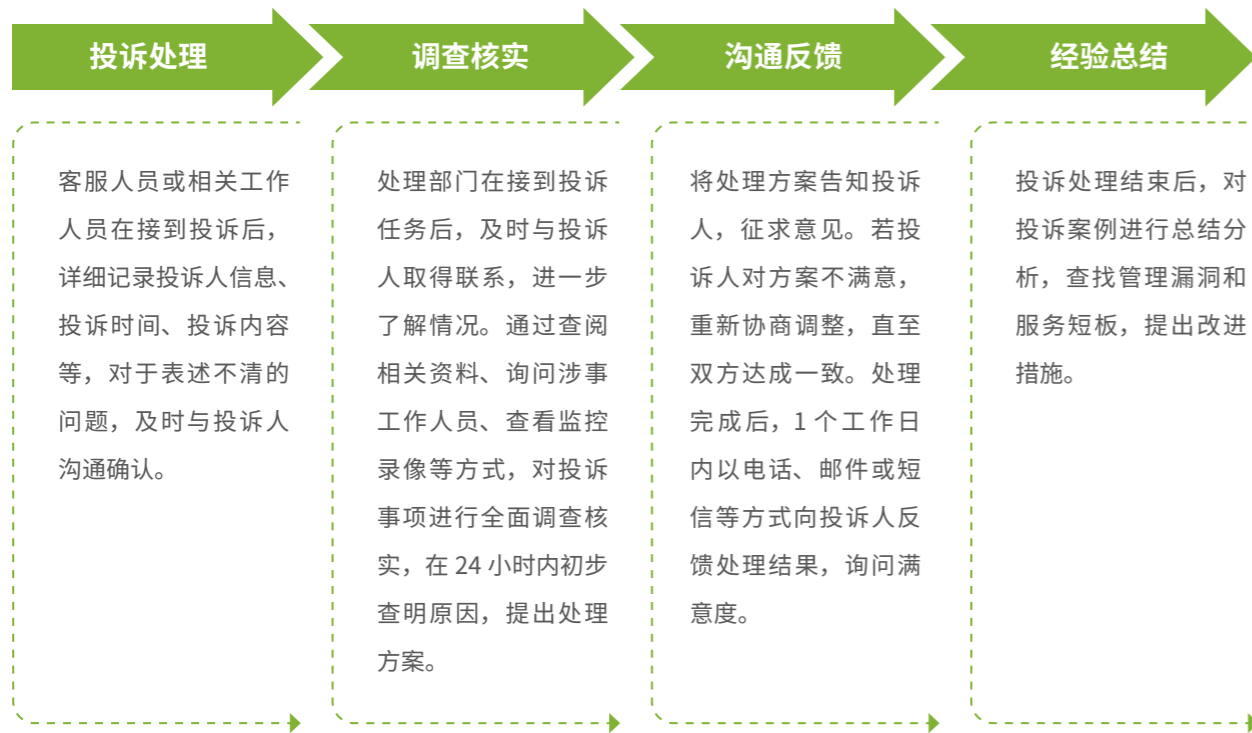 投诉处理
调查核实
沟通反馈
经验总结
客服人员或相关工作
人员在接到投诉后，
详细记录投诉人信息、
投诉时间、投诉内容
等，对于表述不清的
问题，及时与投诉人
沟通确认。
处理部门在接到投诉
任务后，及时与投诉
人取得联系，进一步
了解情况。通过查阅
相关资料、询问涉事
工作人员、查看监控
录像等方式，对投诉
事项进行全面调查核
实，在 24 小时内初步
查明原因，提出处理
方案。
将处理方案告知投诉
人，征求意见。若投
诉人对方案不满意，
重新协商调整，直至
双方达成一致。处理
完成后，1 个工作日
内以电话、邮件或短
信等方式向投诉人反
馈处理结果，询问满
意度。
投诉处理结束后，对
投诉案例进行总结分
析，查找管理漏洞和
服务短板，提出改进
措施。